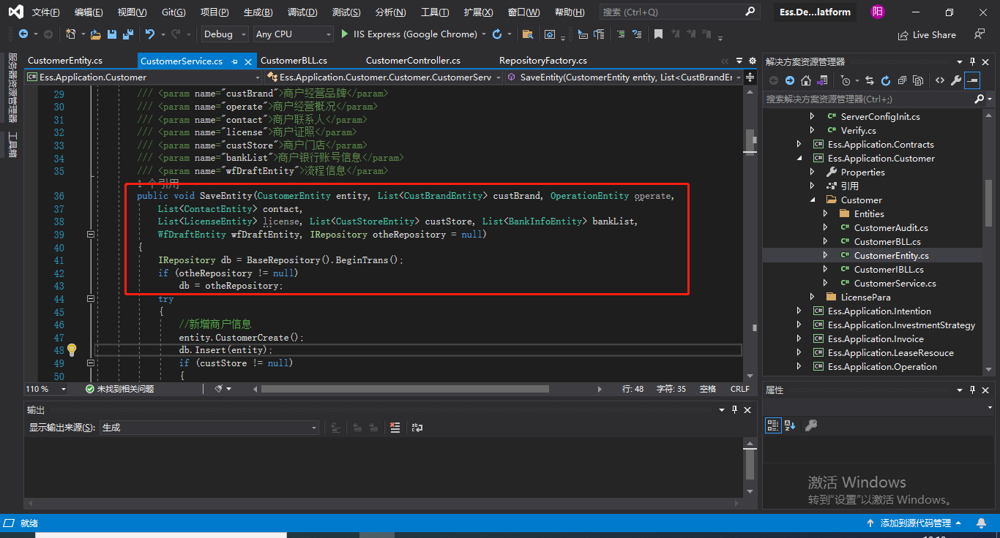 文件(F) 编辑(E) 视图(V) Git(G) 项目(P) 生成(B) 调试(D) 测试(S) 分析(N) 工具(T) 扩展(X) 窗口(W) 帮助(H) 搜索 (Ctrl+Q) Ess.De...latform 阳
Debug Any CPU IIS Express (Google Chrome) Live Share
服务器资源管理器
工具箱
CustomerEntity.cs CustomerService.cs CustomerBLL.cs CustomerController.cs RepositoryFactory.cs
Ess.Application.Customer Ess.Application.Customer.Customer.CustomerServ SaveEntity(CustomerEntity entity, List<CustBrandEr
29 /// <param name="custBrand">商户经营品牌</param>
30 /// <param name="operate">商户经营概况</param>
31 /// <param name="contact">商户联系人</param>
32 /// <param name="license">商户证照</param>
33 /// <param name="custStore">商户门店</param>
34 /// <param name="bankList">商户银行账号信息</param>
35 /// <param name="wfDraftEntity">流程信息</param>
1 个引用
36 public void SaveEntity(CustomerEntity entity, List<CustBrandEntity> custBrand, OperationEntity operate,
37 List<ContactEntity> contact,
38 List<LicenseEntity> license, List<CustStoreEntity> custStore, List<BankInfoEntity> bankList,
39 WfDraftEntity wfDraftEntity, IRepository otheRepository = null)
40 {
41 IRepository db = BaseRepository().BeginTrans();
42 if (otheRepository != null)
43 db = otheRepository;
44 try
45 {
46 //新增商户信息
47 entity.CustomerCreate();
48 db.Insert(entity);
49 if (custStore != null)
50 {
110 % 未找到相关问题 行: 48 字符: 35 空格 CRLF
输出
显示输出来源(S): 生成
解决方案资源管理器
搜索解决方案资源管理器(Ctrl+;)
C# ServerConfigInit.cs
C# Verify.cs
C# Ess.Application.Contracts
C# Ess.Application.Customer
Properties
引用
Customer
Entities
C# CustomerAudit.cs
C# CustomerBLL.cs
C# CustomerEntity.cs
C# CustomerIBLL.cs
C# CustomerService.cs
LicensePara
C# Ess.Application.Intention
C# Ess.Application.InvestmentStrategy
C# Ess.Application.Invoice
C# Ess.Application.LeaseResouce
C# Ess.Application.Operation
属性
激活 Windows
转到"设置"以激活 Windows。
就绪 添加到源代码管理